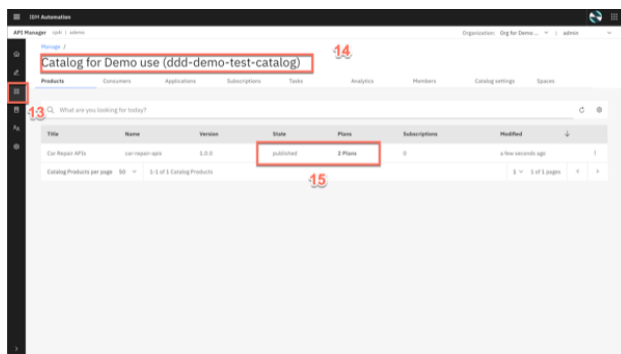 IBM Automation
API Manager
Organization: Org for Demo ... admin
Manage /
14
Catalog for Demo use (ddd-demo-test-catalog)
Products Consumers Applications Subscriptions Tasks Analytics Members Catalog settings Spaces
13
What are you looking for today?
Title Name Version State Plans Subscriptions Modified
Car Repair APIs car-repair-apis 1.0.0 published 2 Plans 0 a few seconds ago
Catalog Products per page 50 1-1 of 1 Catalog Products 1 1 of 1 pages
15